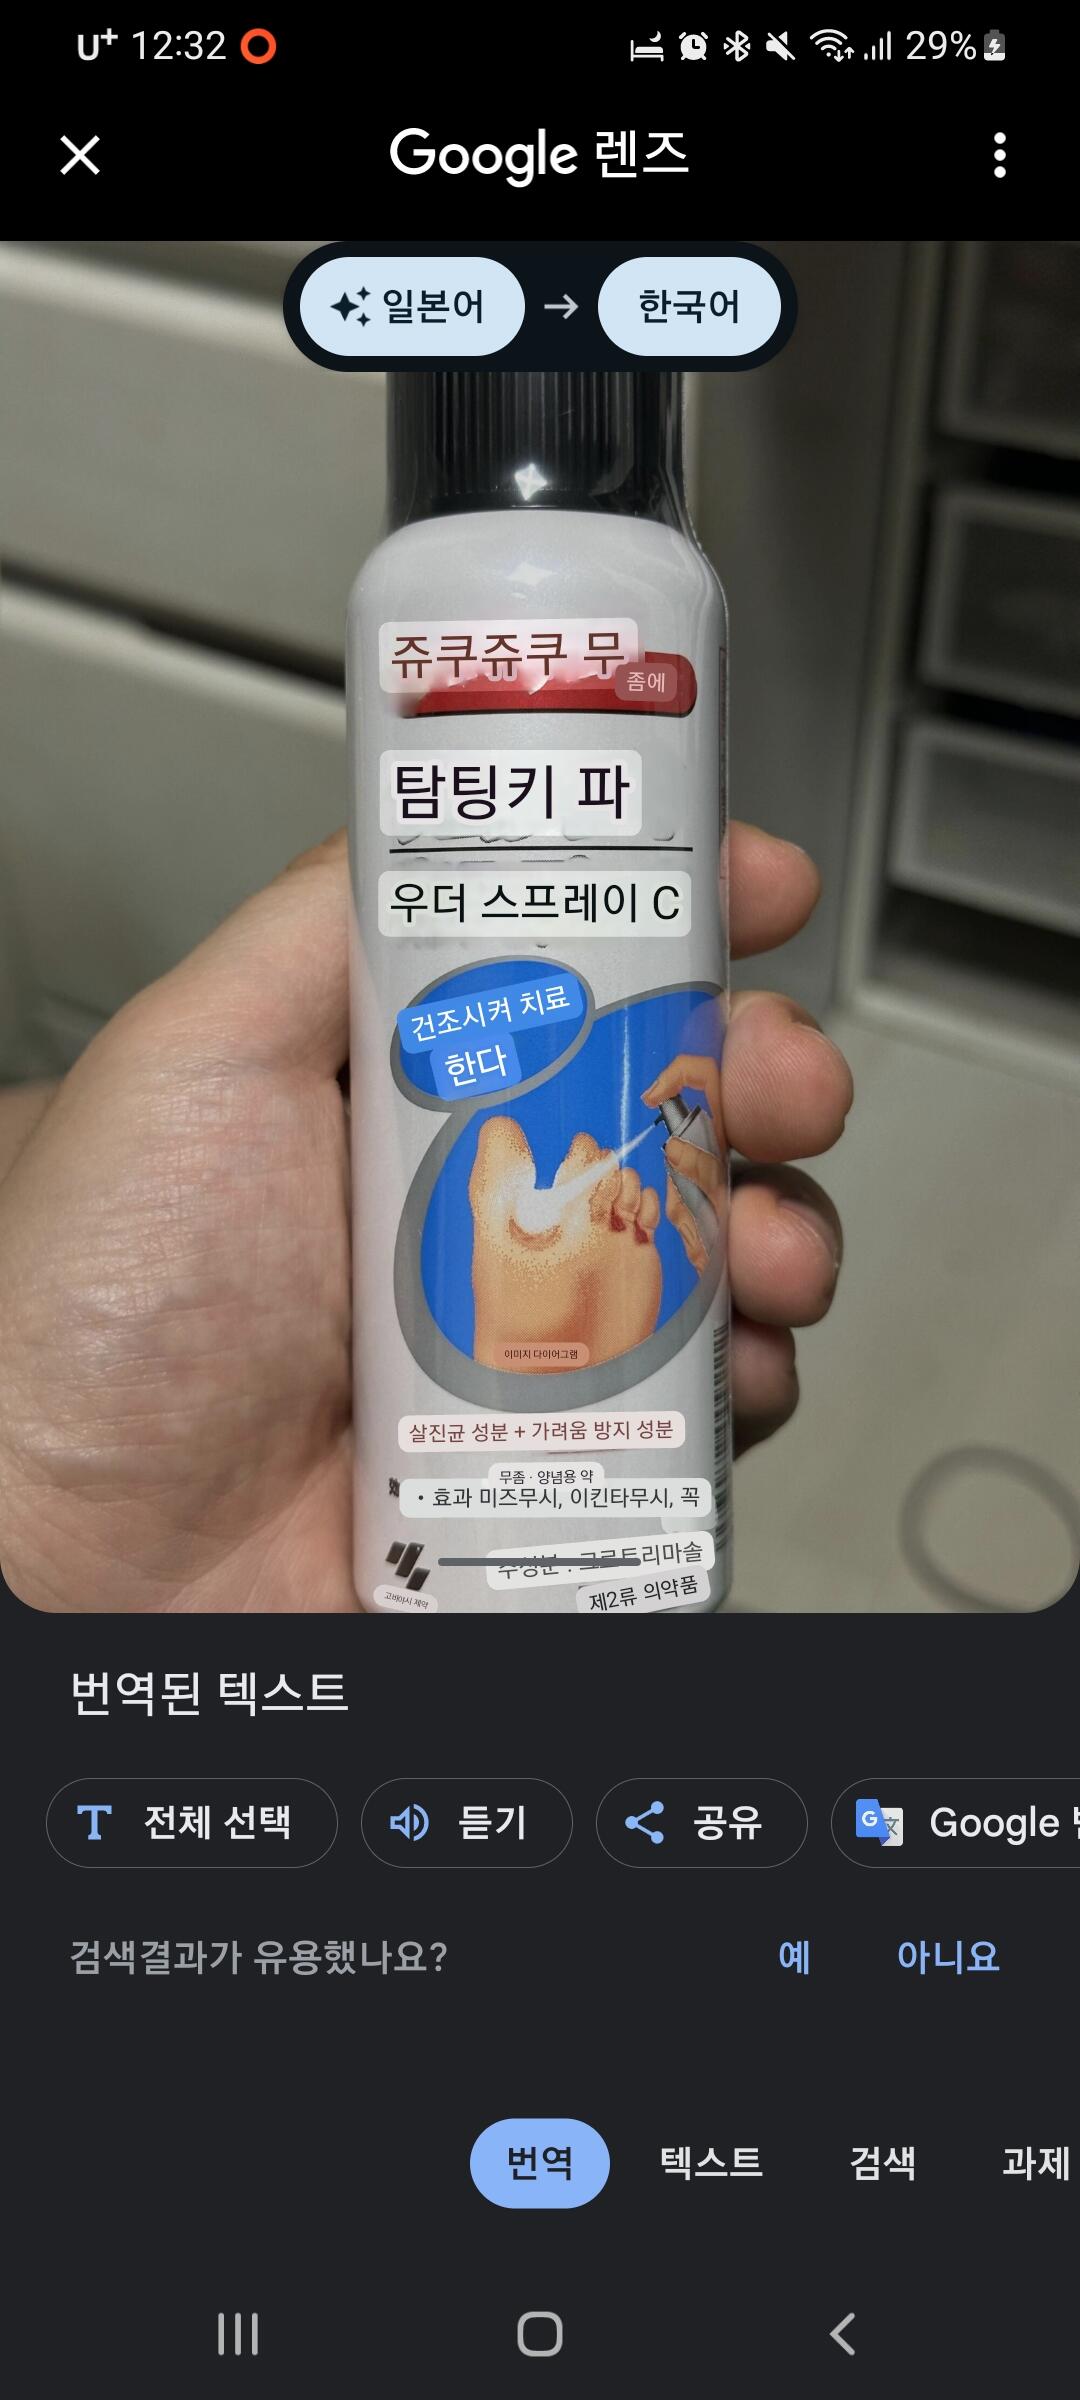 U+ 12:32 29%
Google 렌즈
일본어 → 한국어
쥬쿠쥬쿠 무
좀에
탐팅키 파
우더 스프레이 C
건조시켜 치료
한다
이미지 다이어그램
살진균 성분 + 가려움 방지 성분
무좀 · 양념용 약
· 효과 미즈무시, 이킨타무시, 꼭
주성분 : 크로트리마솔
제2류 의약품
고바야시 제약
번역된 텍스트
전체 선택 듣기 공유 Google
검색결과가 유용했나요? 예 아니요
번역 텍스트 검색 과제